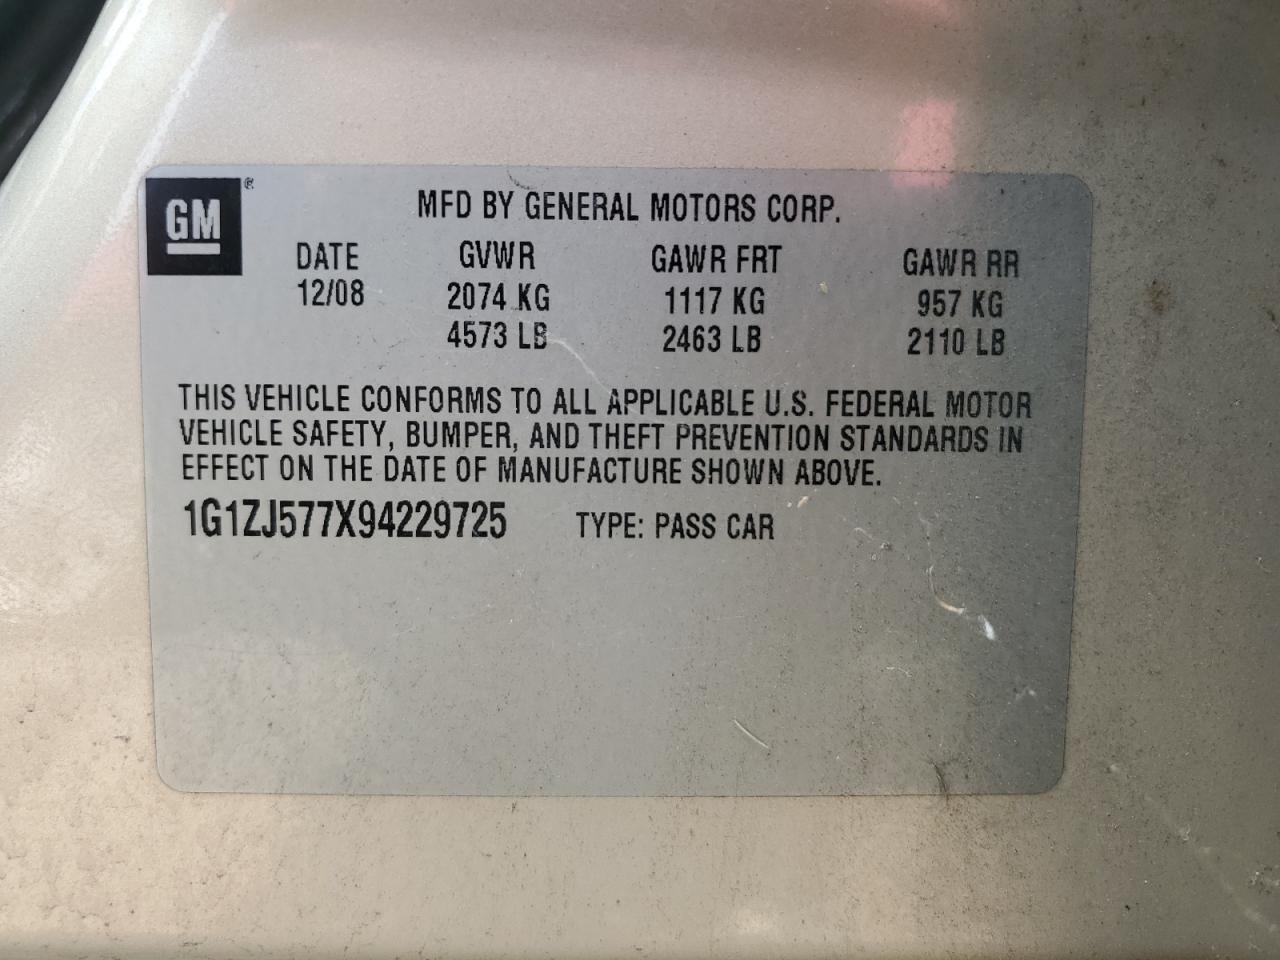 GM®
MFD BY GENERAL MOTORS CORP.
DATE GVWR GAWR FRT GAWR RR
12/08 2074 KG 1117 KG 957 KG
4573 LB 2463 LB 2110 LB
THIS VEHICLE CONFORMS TO ALL APPLICABLE U.S. FEDERAL MOTOR
VEHICLE SAFETY, BUMPER, AND THEFT PREVENTION STANDARDS IN
EFFECT ON THE DATE OF MANUFACTURE SHOWN ABOVE.
1G1ZJ577X94229725 TYPE: PASS CAR